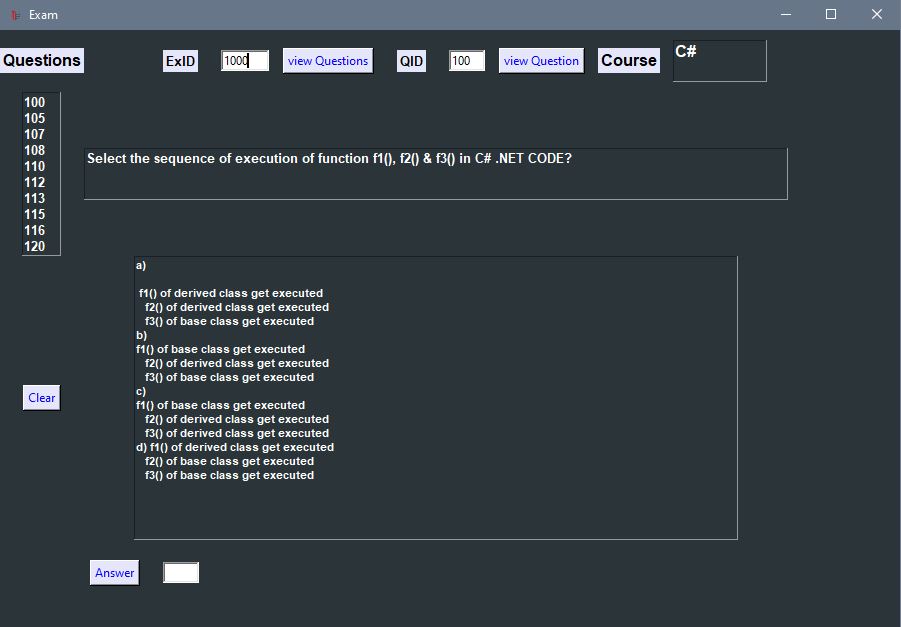 Exam
Questions
ExID 1000 view Questions QID 100 view Question Course C#
100
105
107
108
110
112
113
115
116
120
Select the sequence of execution of function f1(), f2() & f3() in C# .NET CODE?
a)
f1() of derived class get executed
f2() of derived class get executed
f3() of base class get executed
b)
f1() of base class get executed
f2() of derived class get executed
f3() of base class get executed
c)
f1() of base class get executed
f2() of derived class get executed
f3() of derived class get executed
d) f1() of derived class get executed
f2() of base class get executed
f3() of base class get executed
Clear
Answer